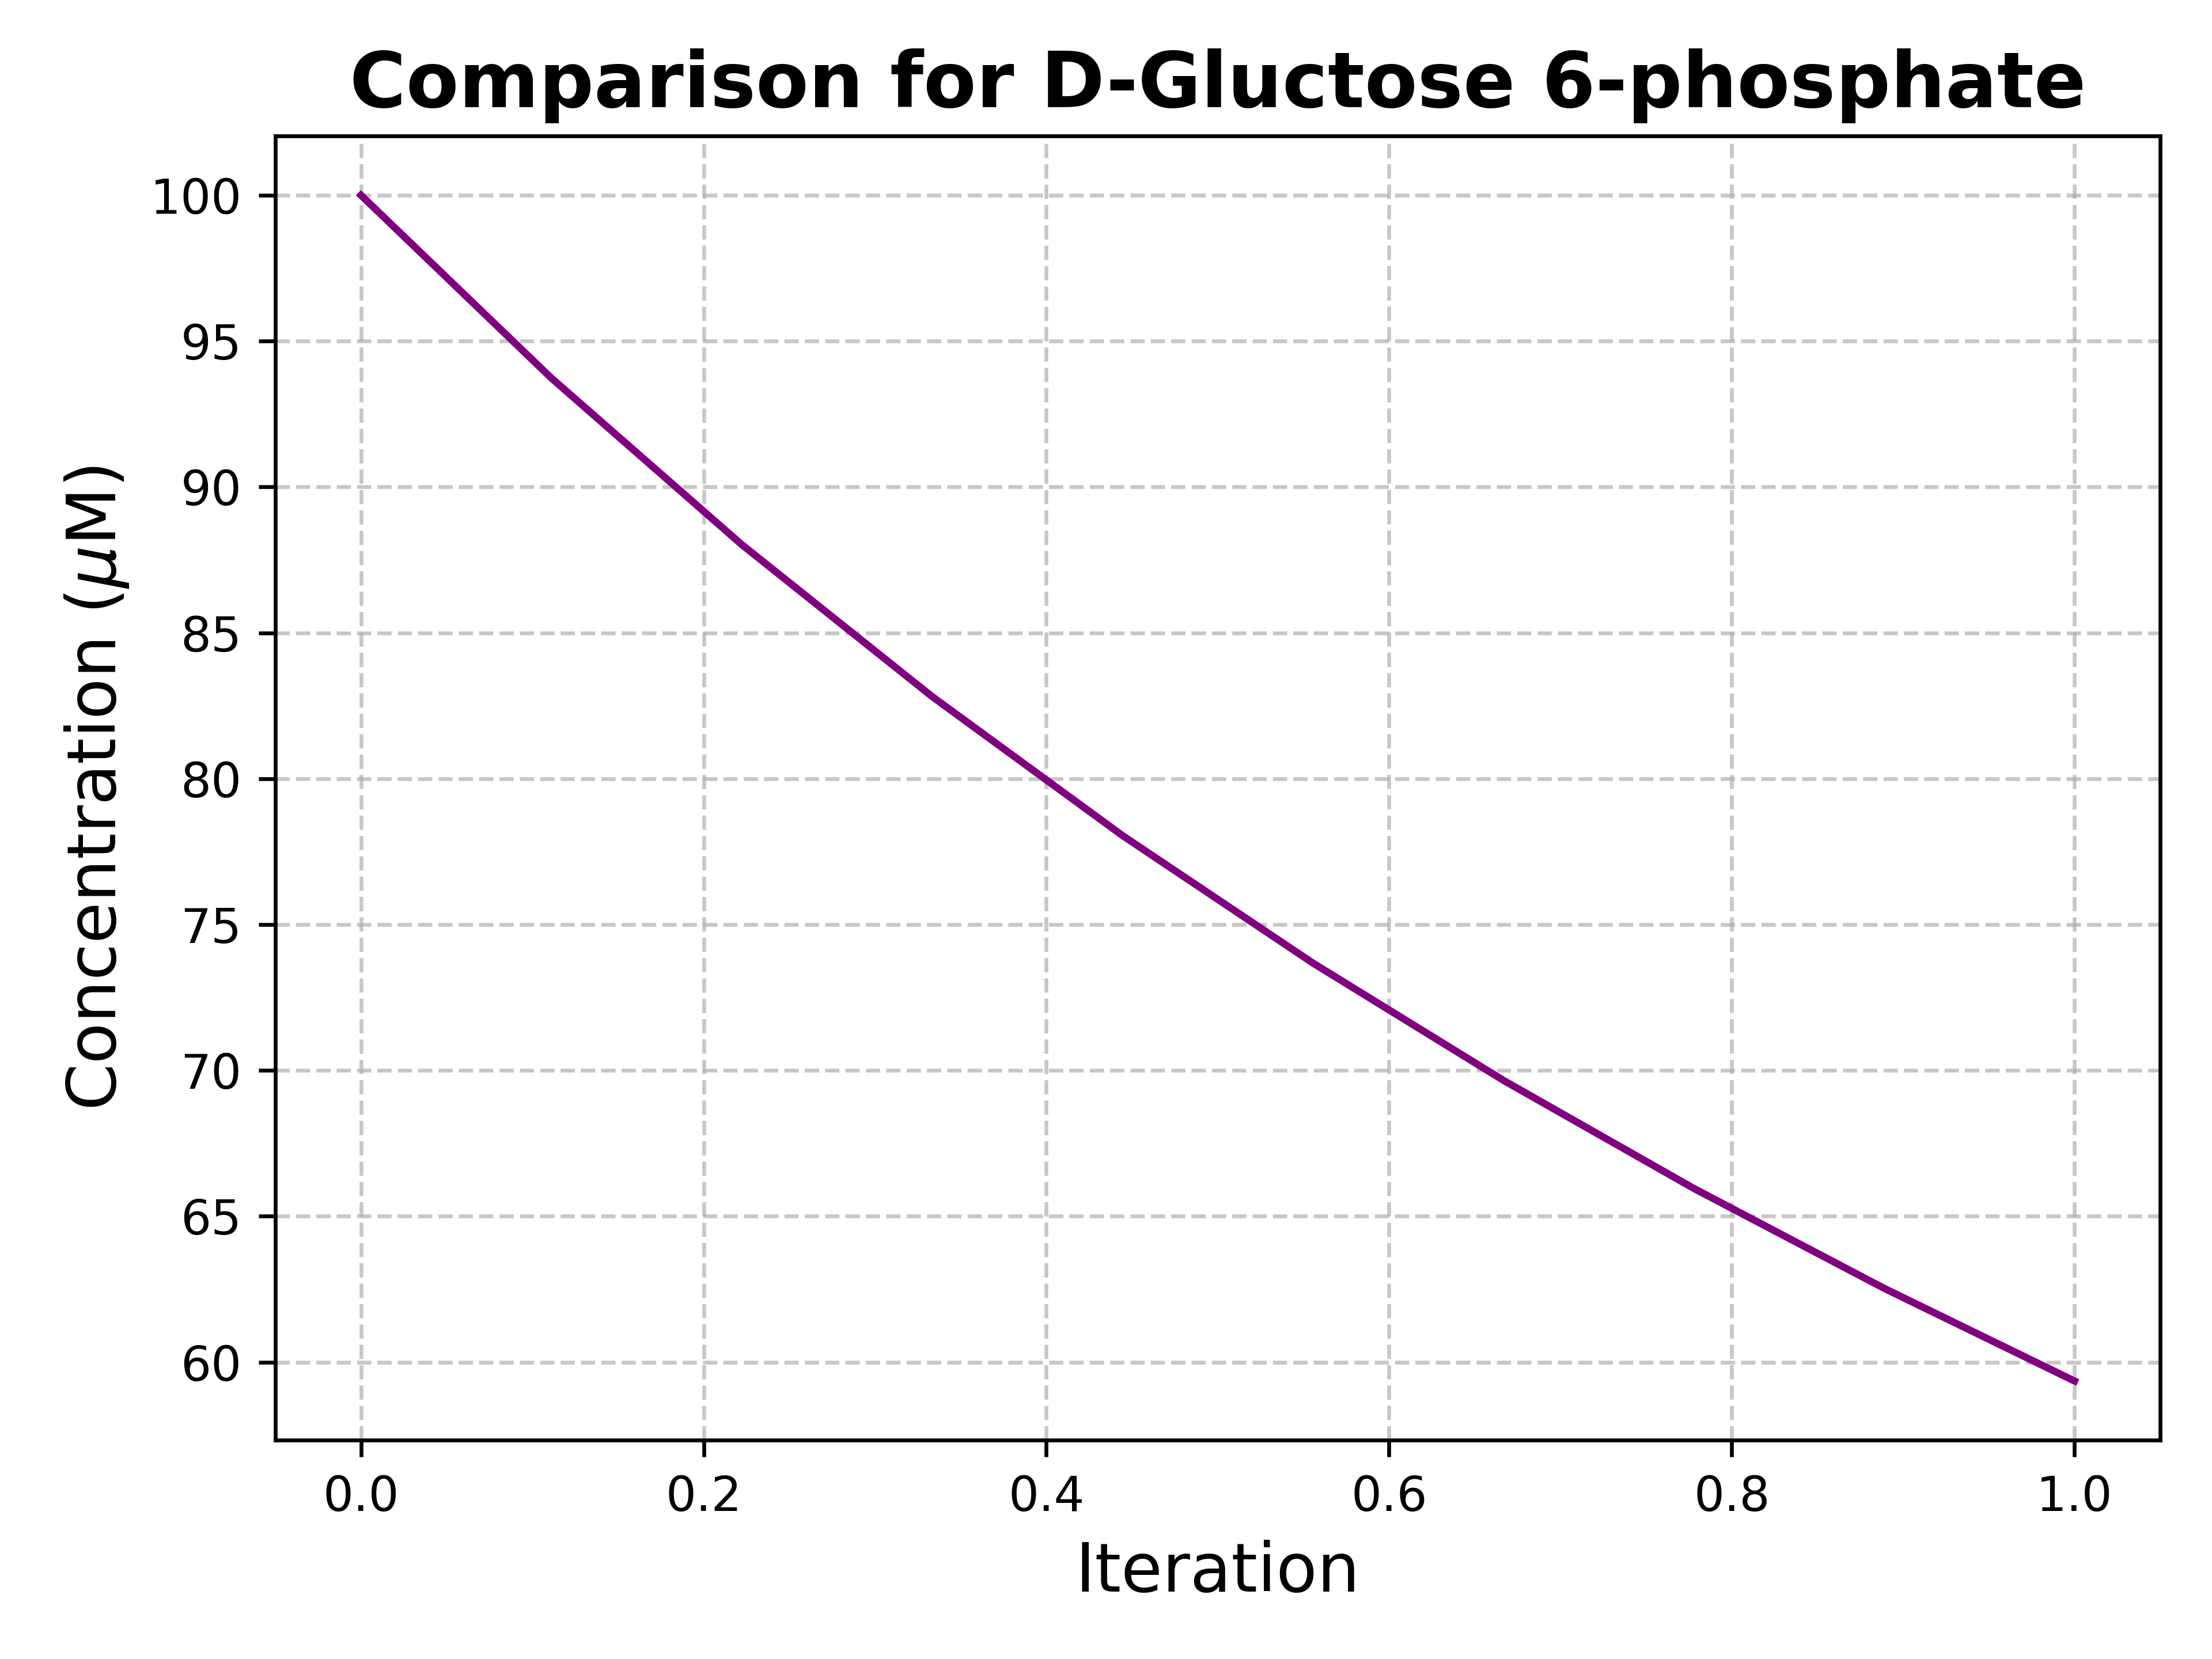 Comparison for D-Gluctose 6-phosphate
100
95
90
85
80
75
70
65
60
Concentration (μM)
0.0 0.2 0.4 0.6 0.8 1.0
Iteration